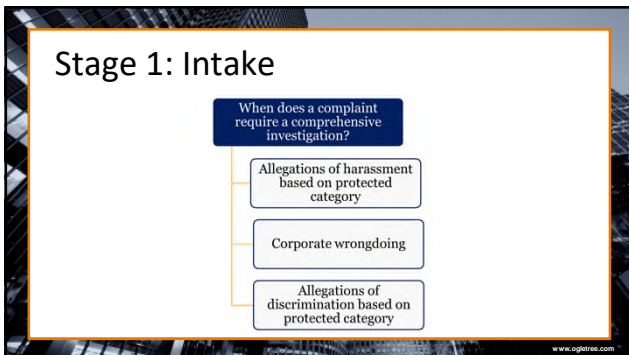 Stage 1: Intake
When does a complaint
require a comprehensive
investigation?
Allegations of harassment
based on protected
category
Corporate wrongdoing
Allegations of
discrimination based on
protected category
www.ogletree.com